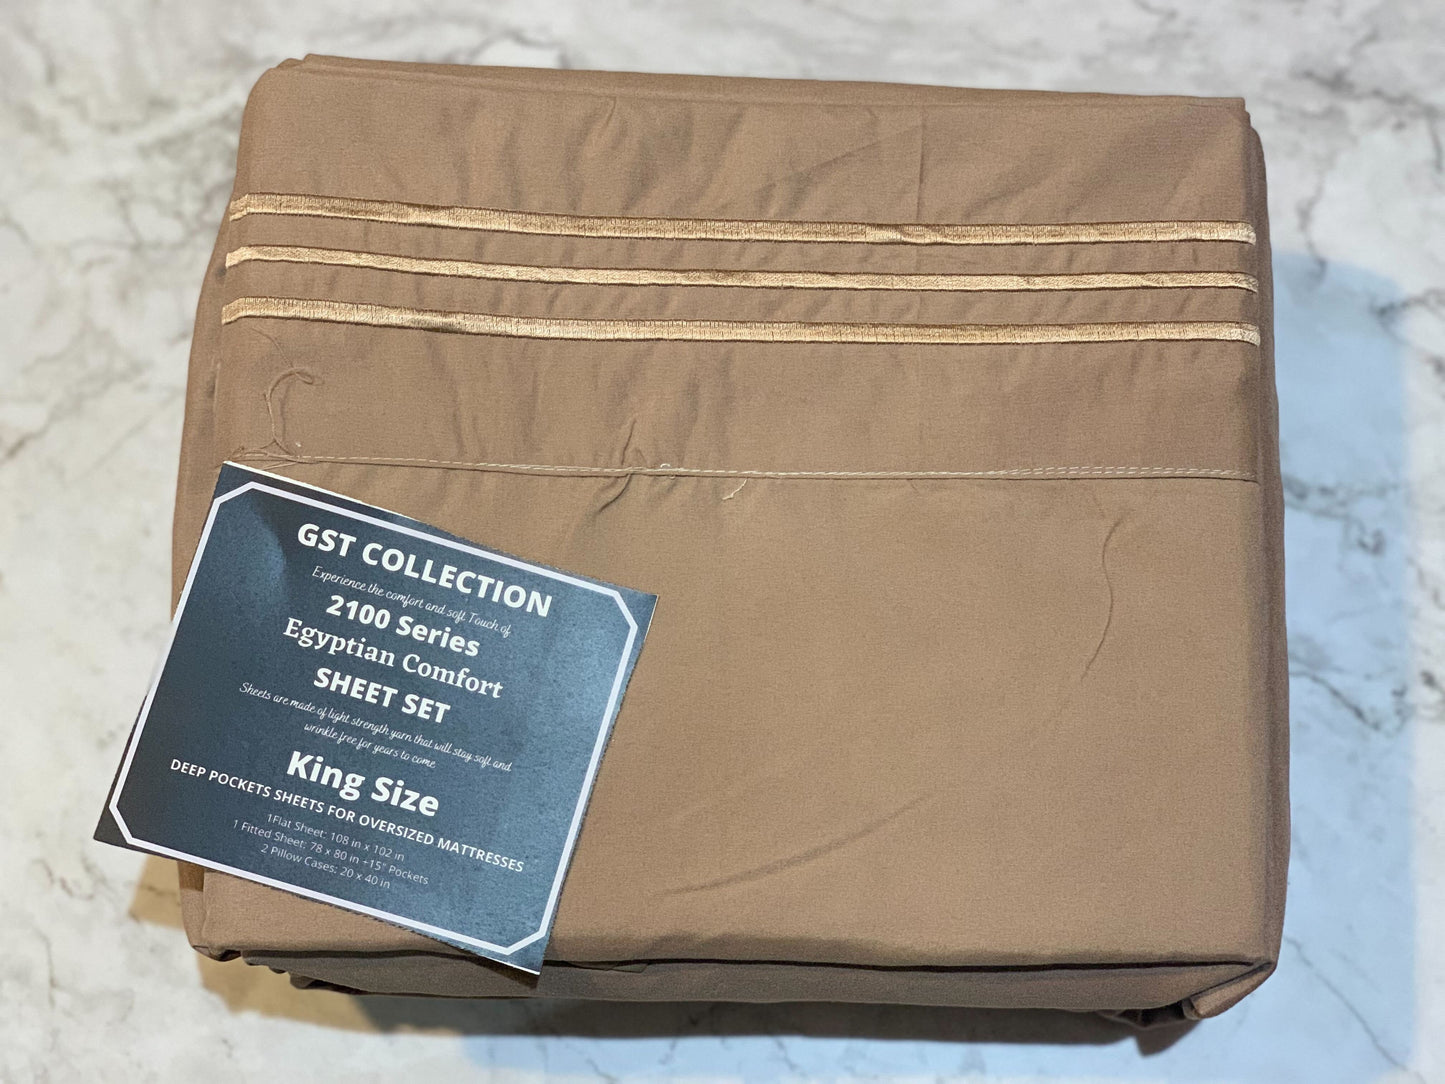 GST COLLECTION
Experience the comfort and soft Touch of
2100 Series
Egyptian Comfort
SHEET SET
Sheets are made of light strength yarn that will stay soft and
wrinkle free for years to come
King Size
DEEP POCKETS SHEETS FOR OVERSIZED MATTRESSES
1Flat Sheet: 108 in x 102 in
1 Fitted Sheet: 78 x 80 in +15" Pockets
2 Pillow Cases: 20 x 40 in